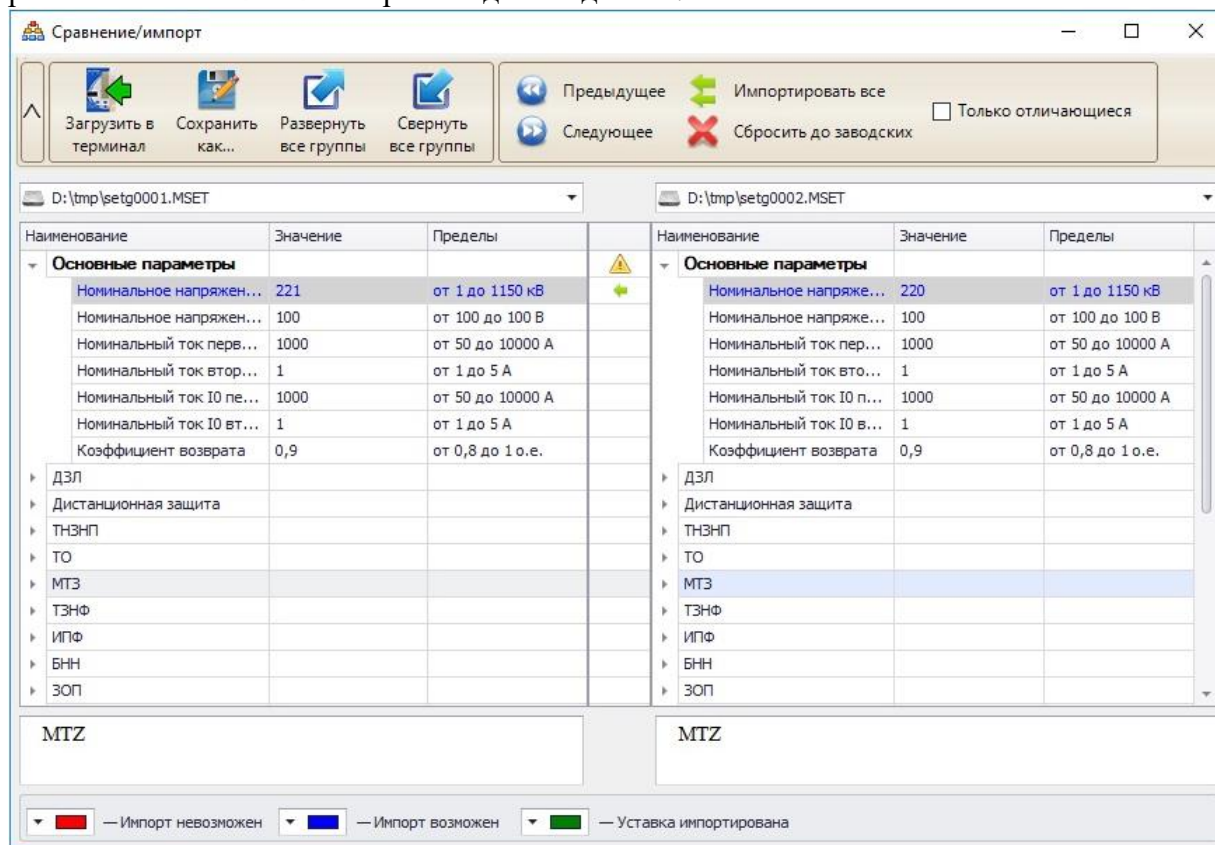 Сравнение/импорт
Загрузить в терминал
Сохранить как...
Развернуть все группы
Свернуть все группы
Предыдущее
Следующее
Импортировать все
Сбросить до заводских
Только отличающиеся
D:\tmp\setg0001.MSET
D:\tmp\setg0002.MSET
Наименование Значение Пределы Наименование Значение Пределы
Основные параметры Основные параметры
Номинальное напряжен... 221 от 1 до 1150 кВ Номинальное напряже... 220 от 1 до 1150 кВ
Номинальное напряжен... 100 от 100 до 100 В Номинальное напряже... 100 от 100 до 100 В
Номинальный ток перв... 1000 от 50 до 10000 А Номинальный ток пер... 1000 от 50 до 10000 А
Номинальный ток втор... 1 от 1 до 5 А Номинальный ток вто... 1 от 1 до 5 А
Номинальный ток I0 пе... 1000 от 50 до 10000 А Номинальный ток I0 п... 1000 от 50 до 10000 А
Номинальный ток I0 вт... 1 от 1 до 5 А Номинальный ток I0 в... 1 от 1 до 5 А
Коэффициент возврата 0,9 от 0,8 до 1 о.е. Коэффициент возврата 0,9 от 0,8 до 1 о.е.
ДЗЛ ДЗЛ
Дистанционная защита Дистанционная защита
ТНЗНП ТНЗНП
ТО ТО
МТЗ МТЗ
ТЗНФ ТЗНФ
ИПФ ИПФ
БНН БНН
ЗОП ЗОП
MTZ MTZ
— Импорт невозможен — Импорт возможен — Уставка импортирована